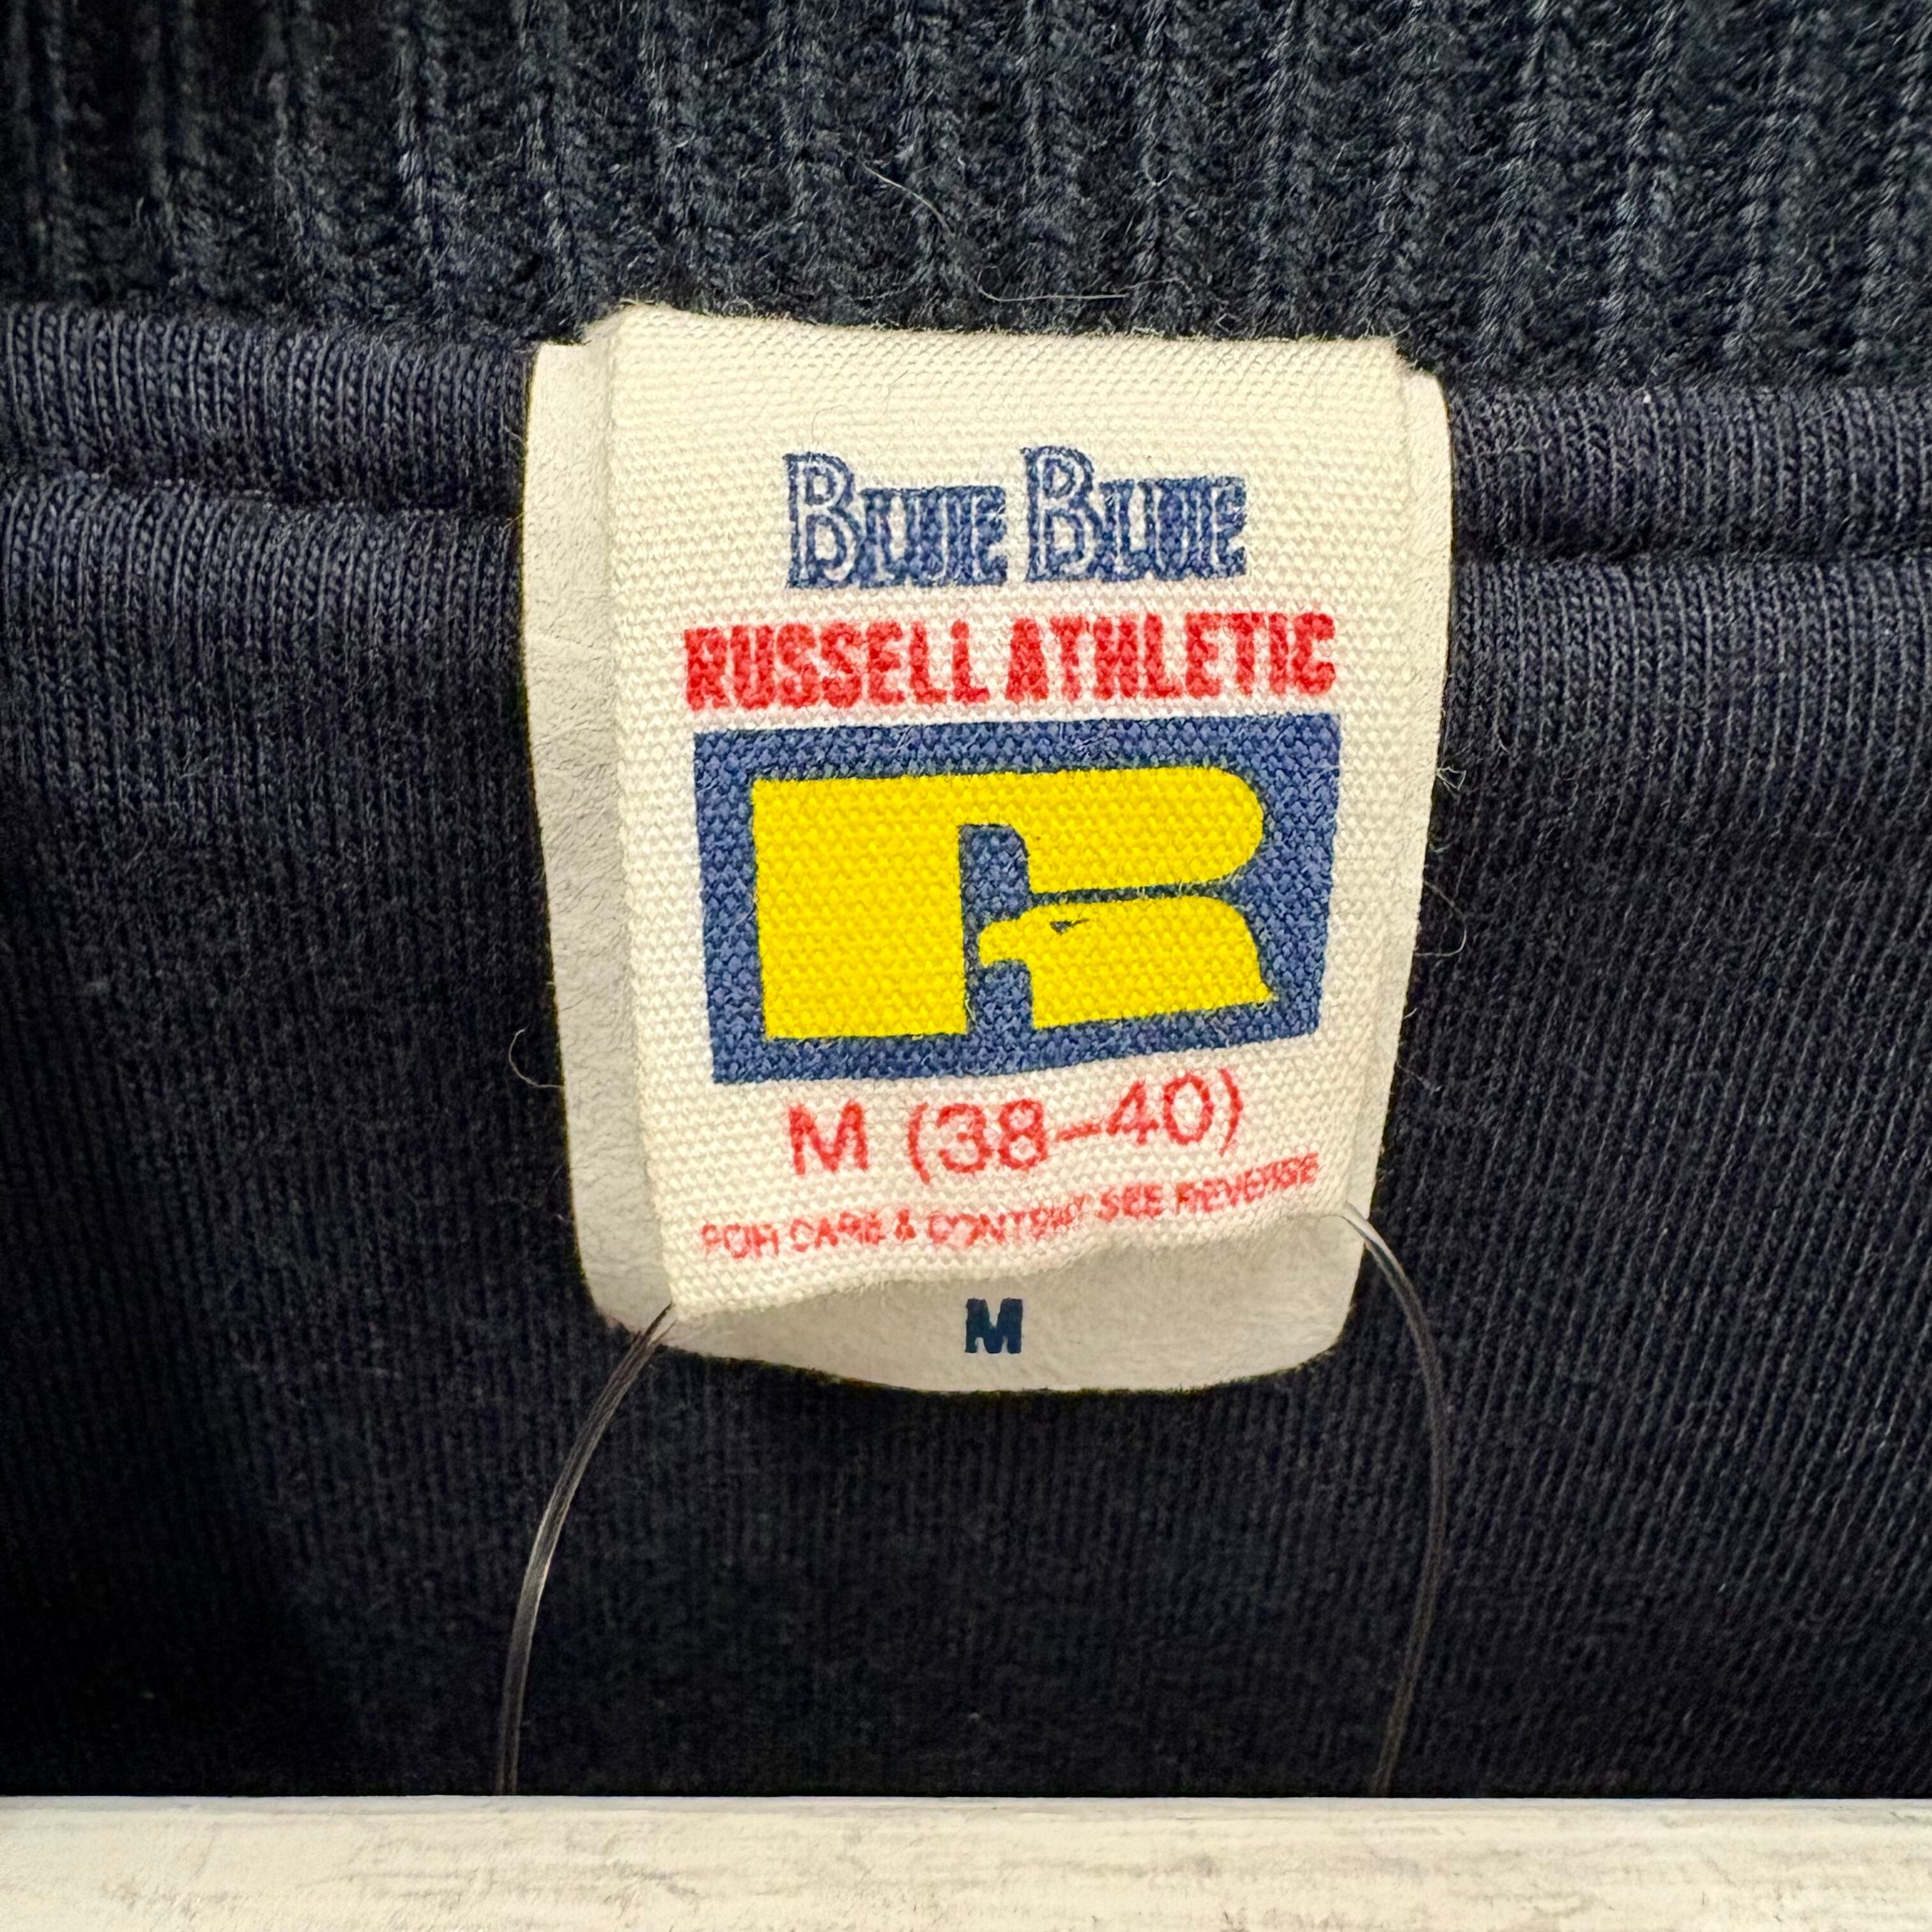 BLUE BLUE
RUSSELL ATHLETIC
R
M (38-40)
FOR CARE & CONTENT SEE REVERSE
M